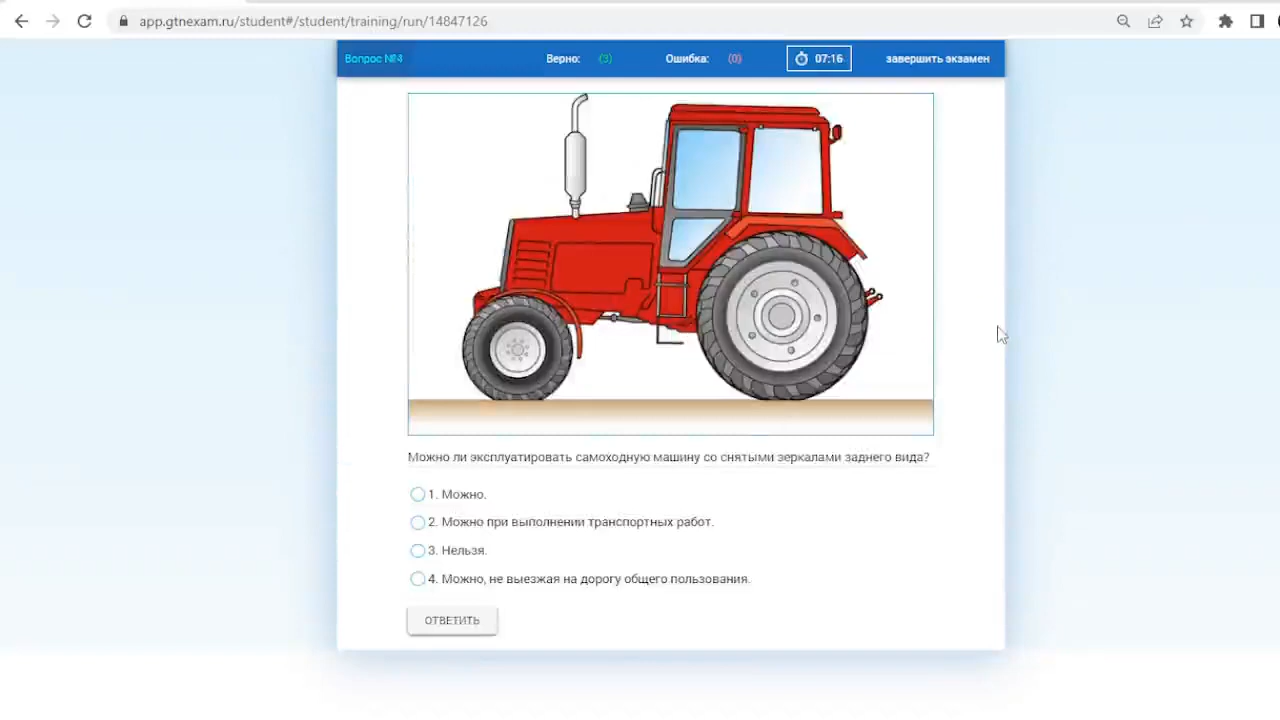 app.gtnexam.ru/student#/student/training/run/14847126
Вопрос №4 Верно: (3) Ошибка: (0) 07:16 завершить экзамен
Можно ли эксплуатировать самоходную машину со снятыми зеркалами заднего вида?
1. Можно.
2. Можно при выполнении транспортных работ.
3. Нельзя.
4. Можно, не выезжая на дорогу общего пользования.
ОТВЕТИТЬ